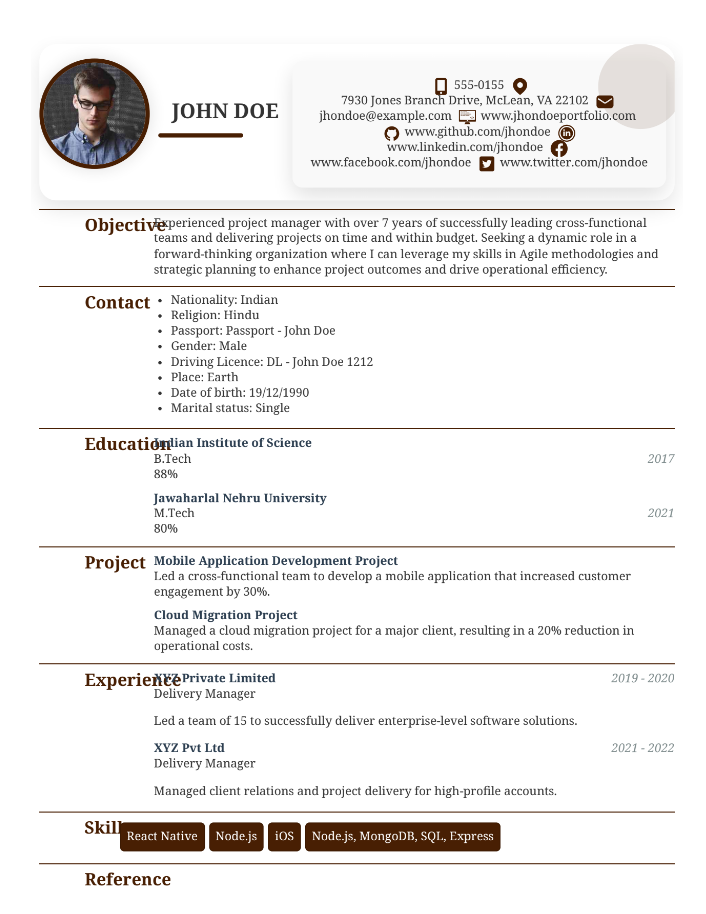 JOHN DOE
555-0155
7930 Jones Branch Drive, McLean, VA 22102
jhondoe@example.com www.jhondoeportfolio.com
www.github.com/jhondoe
www.linkedin.com/jhondoe
www.facebook.com/jhondoe www.twitter.com/jhondoe
Objective
Experienced project manager with over 7 years of successfully leading cross-functional
teams and delivering projects on time and within budget. Seeking a dynamic role in a
forward-thinking organization where I can leverage my skills in Agile methodologies and
strategic planning to enhance project outcomes and drive operational efficiency.
Contact
• Nationality: Indian
• Religion: Hindu
• Passport: Passport - John Doe
• Gender: Male
• Driving Licence: DL - John Doe 1212
• Place: Earth
• Date of birth: 19/12/1990
• Marital status: Single
Education
Indian Institute of Science
B.Tech 2017
88%
Jawaharlal Nehru University
M.Tech 2021
80%
Project
Mobile Application Development Project
Led a cross-functional team to develop a mobile application that increased customer
engagement by 30%.
Cloud Migration Project
Managed a cloud migration project for a major client, resulting in a 20% reduction in
operational costs.
Experience
XYZ Private Limited 2019 - 2020
Delivery Manager
Led a team of 15 to successfully deliver enterprise-level software solutions.
XYZ Pvt Ltd 2021 - 2022
Delivery Manager
Managed client relations and project delivery for high-profile accounts.
Skill
React Native Node.js iOS Node.js, MongoDB, SQL, Express
Reference